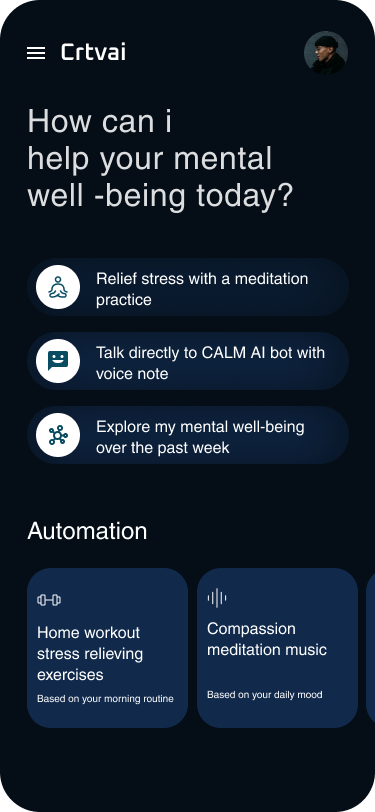 Crtvai
How can i
help your mental
well -being today?
Relief stress with a meditation
practice
Talk directly to CALM AI bot with
voice note
Explore my mental well-being
over the past week
Automation
Home workout
stress relieving
exercises
Based on your morning routine
Compassion
meditation music
Based on your daily mood